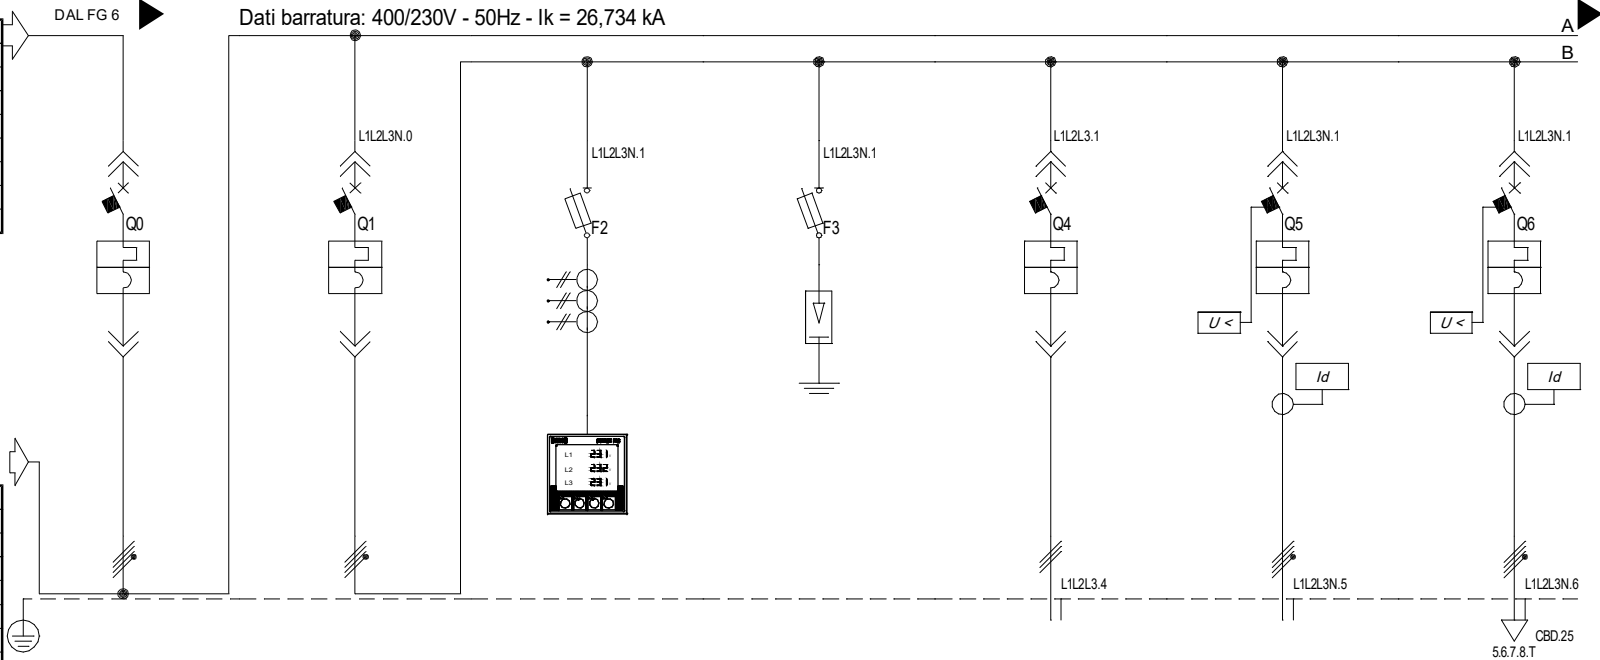 DAL FG 6
Dati barratura: 400/230V - 50Hz - Ik = 26,734 kA
A
B
L1L2L3N.0
L1L2L3N.1
L1L2L3N.1
L1L2L3.1
L1L2L3N.1
L1L2L3N.1
Q0
Q1
F2
F3
Q4
Q5
Q6
U <
U <
Id
Id
L1
L2
L3
L1L2L3.4
L1L2L3N.5
L1L2L3N.6
CBD.25
5.6.7.8.T